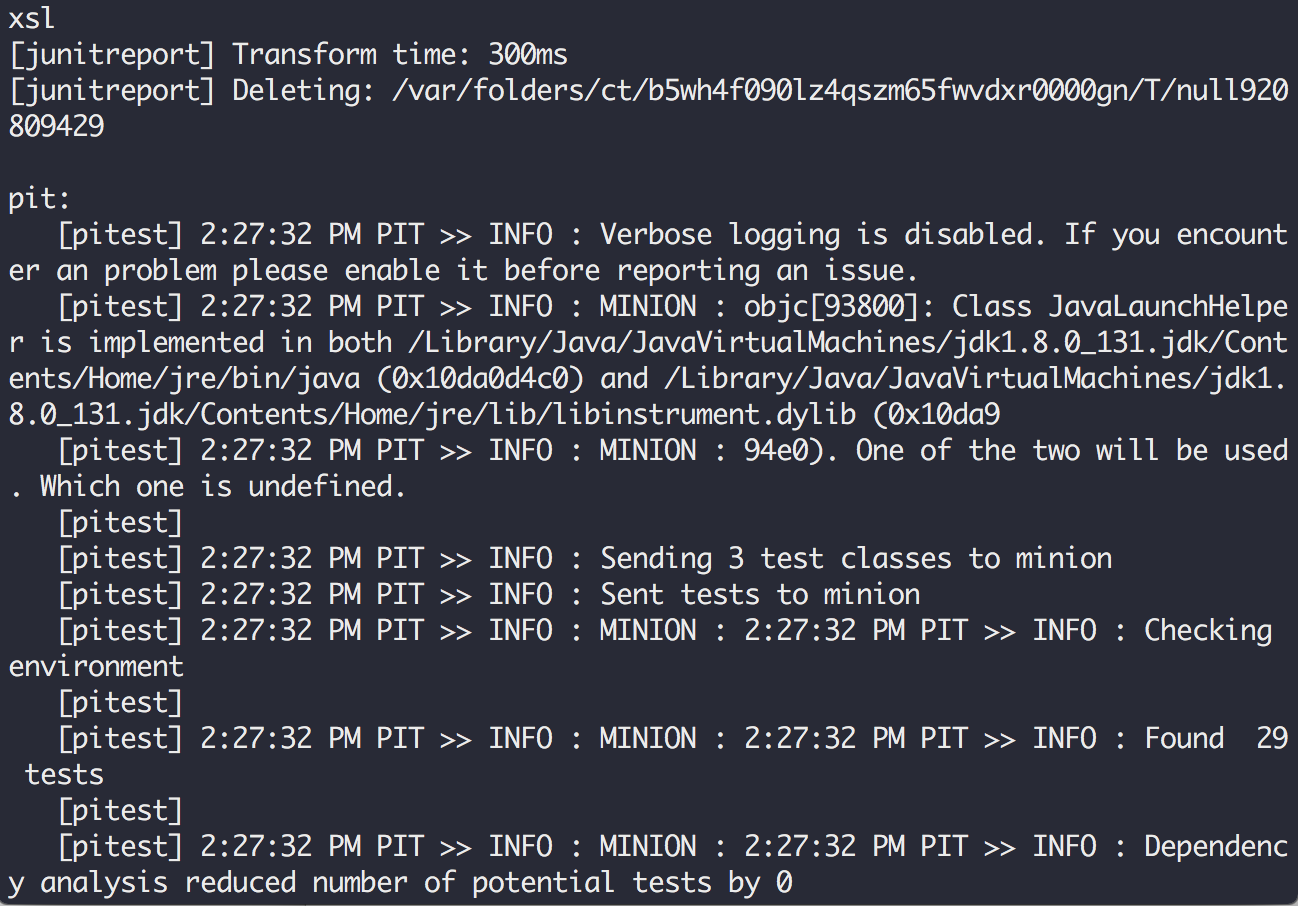 xsl
[junitreport] Transform time: 300ms
[junitreport] Deleting: /var/folders/ct/b5wh4f090lz4qszm65fwvdxr0000gn/T/null920
809429
pit:
[pitest] 2:27:32 PM PIT >> INFO : Verbose logging is disabled. If you encount
er an problem please enable it before reporting an issue.
[pitest] 2:27:32 PM PIT >> INFO : MINION : objc[93800]: Class JavaLaunchHelpe
r is implemented in both /Library/Java/JavaVirtualMachines/jdk1.8.0_131.jdk/Cont
ents/Home/jre/bin/java (0x10da0d4c0) and /Library/Java/JavaVirtualMachines/jdk1.
8.0_131.jdk/Contents/Home/jre/lib/libinstrument.dylib (0x10da9
[pitest] 2:27:32 PM PIT >> INFO : MINION : 94e0). One of the two will be used
. Which one is undefined.
[pitest]
[pitest] 2:27:32 PM PIT >> INFO : Sending 3 test classes to minion
[pitest] 2:27:32 PM PIT >> INFO : Sent tests to minion
[pitest] 2:27:32 PM PIT >> INFO : MINION : 2:27:32 PM PIT >> INFO : Checking
environment
[pitest]
[pitest] 2:27:32 PM PIT >> INFO : MINION : 2:27:32 PM PIT >> INFO : Found  29
tests
[pitest]
[pitest] 2:27:32 PM PIT >> INFO : MINION : 2:27:32 PM PIT >> INFO : Dependenc
y analysis reduced number of potential tests by 0